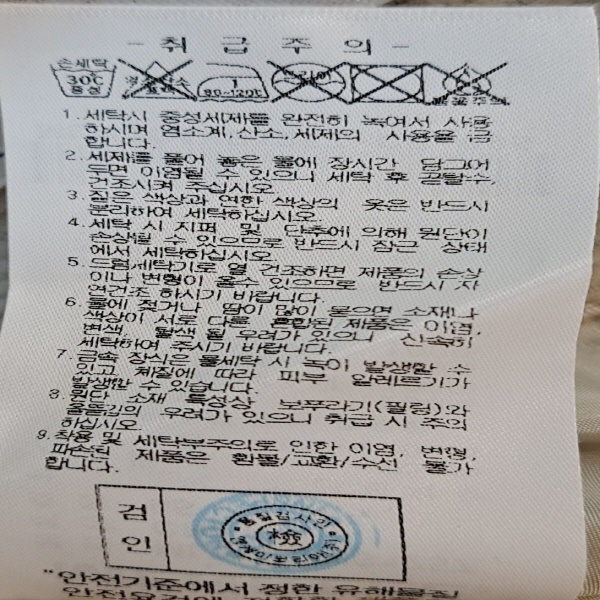 - 취 급 주 의 -
손세탁
30℃
중성
드라이
1. 세탁시 중성세제를 완전히 녹여서 사용
하시며 염소계, 산소, 세제의 사용을 금
합니다.
2. 세제를 풀어 놓은 물에 장시간 담그어
두면 이염될 수 있으니 세탁 후 곧탈수,
건조시켜 주십시오.
3. 짙은 색상과 연한 색상의 옷은 반드시
분리하여 세탁하십시오.
4. 세탁 시 지퍼 및 단추에 의해 원단이
손상될 수 있으므로 반드시 잠근 상태
에서 세탁하십시오.
5. 드럼세탁기로 열 건조하면 제품의 손상
이나 변형이 올수 있으므로 반드시 자
연건조 하시기 바랍니다.
6. 물에 젖거나 땀이 많이 묻으면 소재나
색상이 서로 다른 혼합된 제품은 이염,
변색, 탈색 될 우려가 있으니 신속히
세탁하여 주시기 바랍니다.
7. 금속 장식은 물세탁 시 녹이 발생할 수
있고 체질에 따라 피부 알레르기가
발생할 수 있습니다.
8. 원단 소재 특성상 보푸라기(필링)와
올뜯김의 우려가 있으니 취급 시 주의
하십시오.
9. 착용 및 세탁부주의로 인한 이염, 변형,
파손된 제품은 환불/교환/수선 불가
합니다.
검
인
품질검사인
檢
"안전기준에서 정한 유해물질